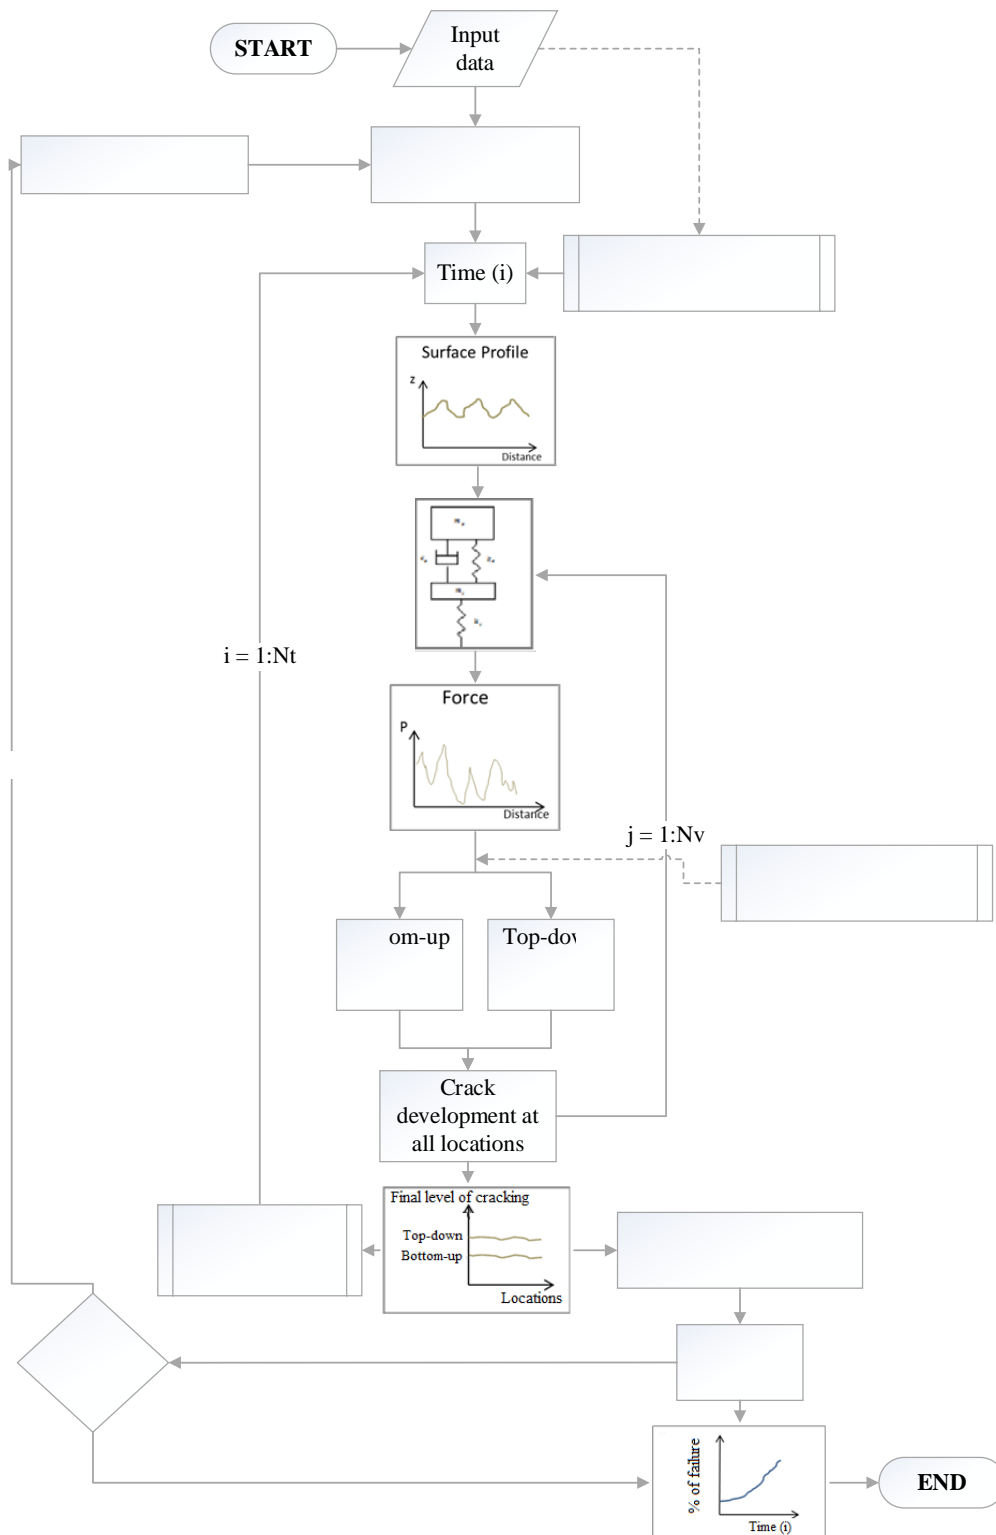 START
Input
data
Time (i)
Surface Profile
z
Distance
i = 1:Nt
Force
P
Distance
j = 1:Nv
om-up
Top-dov
Crack
development at
all locations
Final level of cracking
Top-down
Bottom-up
Locations
% of failure
Time (i)
END